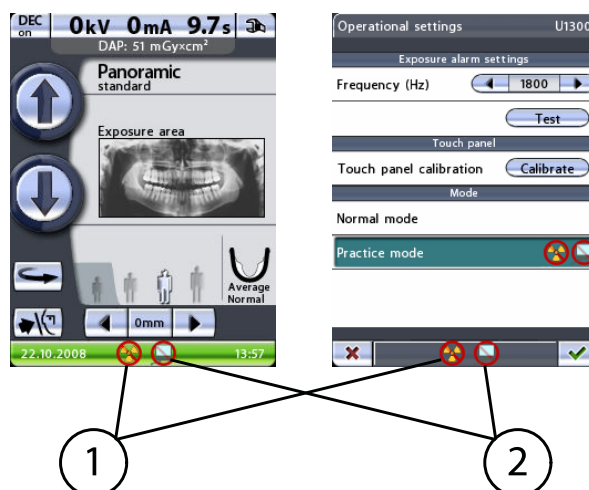 DEC
on
0kV 0mA 9.7s
DAP: 51 mGy×cm²
Panoramic
standard
Exposure area
Average
Normal
0mm
22.10.2008 13:57
Operational settings U1300
Exposure alarm settings
Frequency (Hz) 1800
Test
Touch panel
Touch panel calibration Calibrate
Mode
Normal mode
Practice mode
1 2